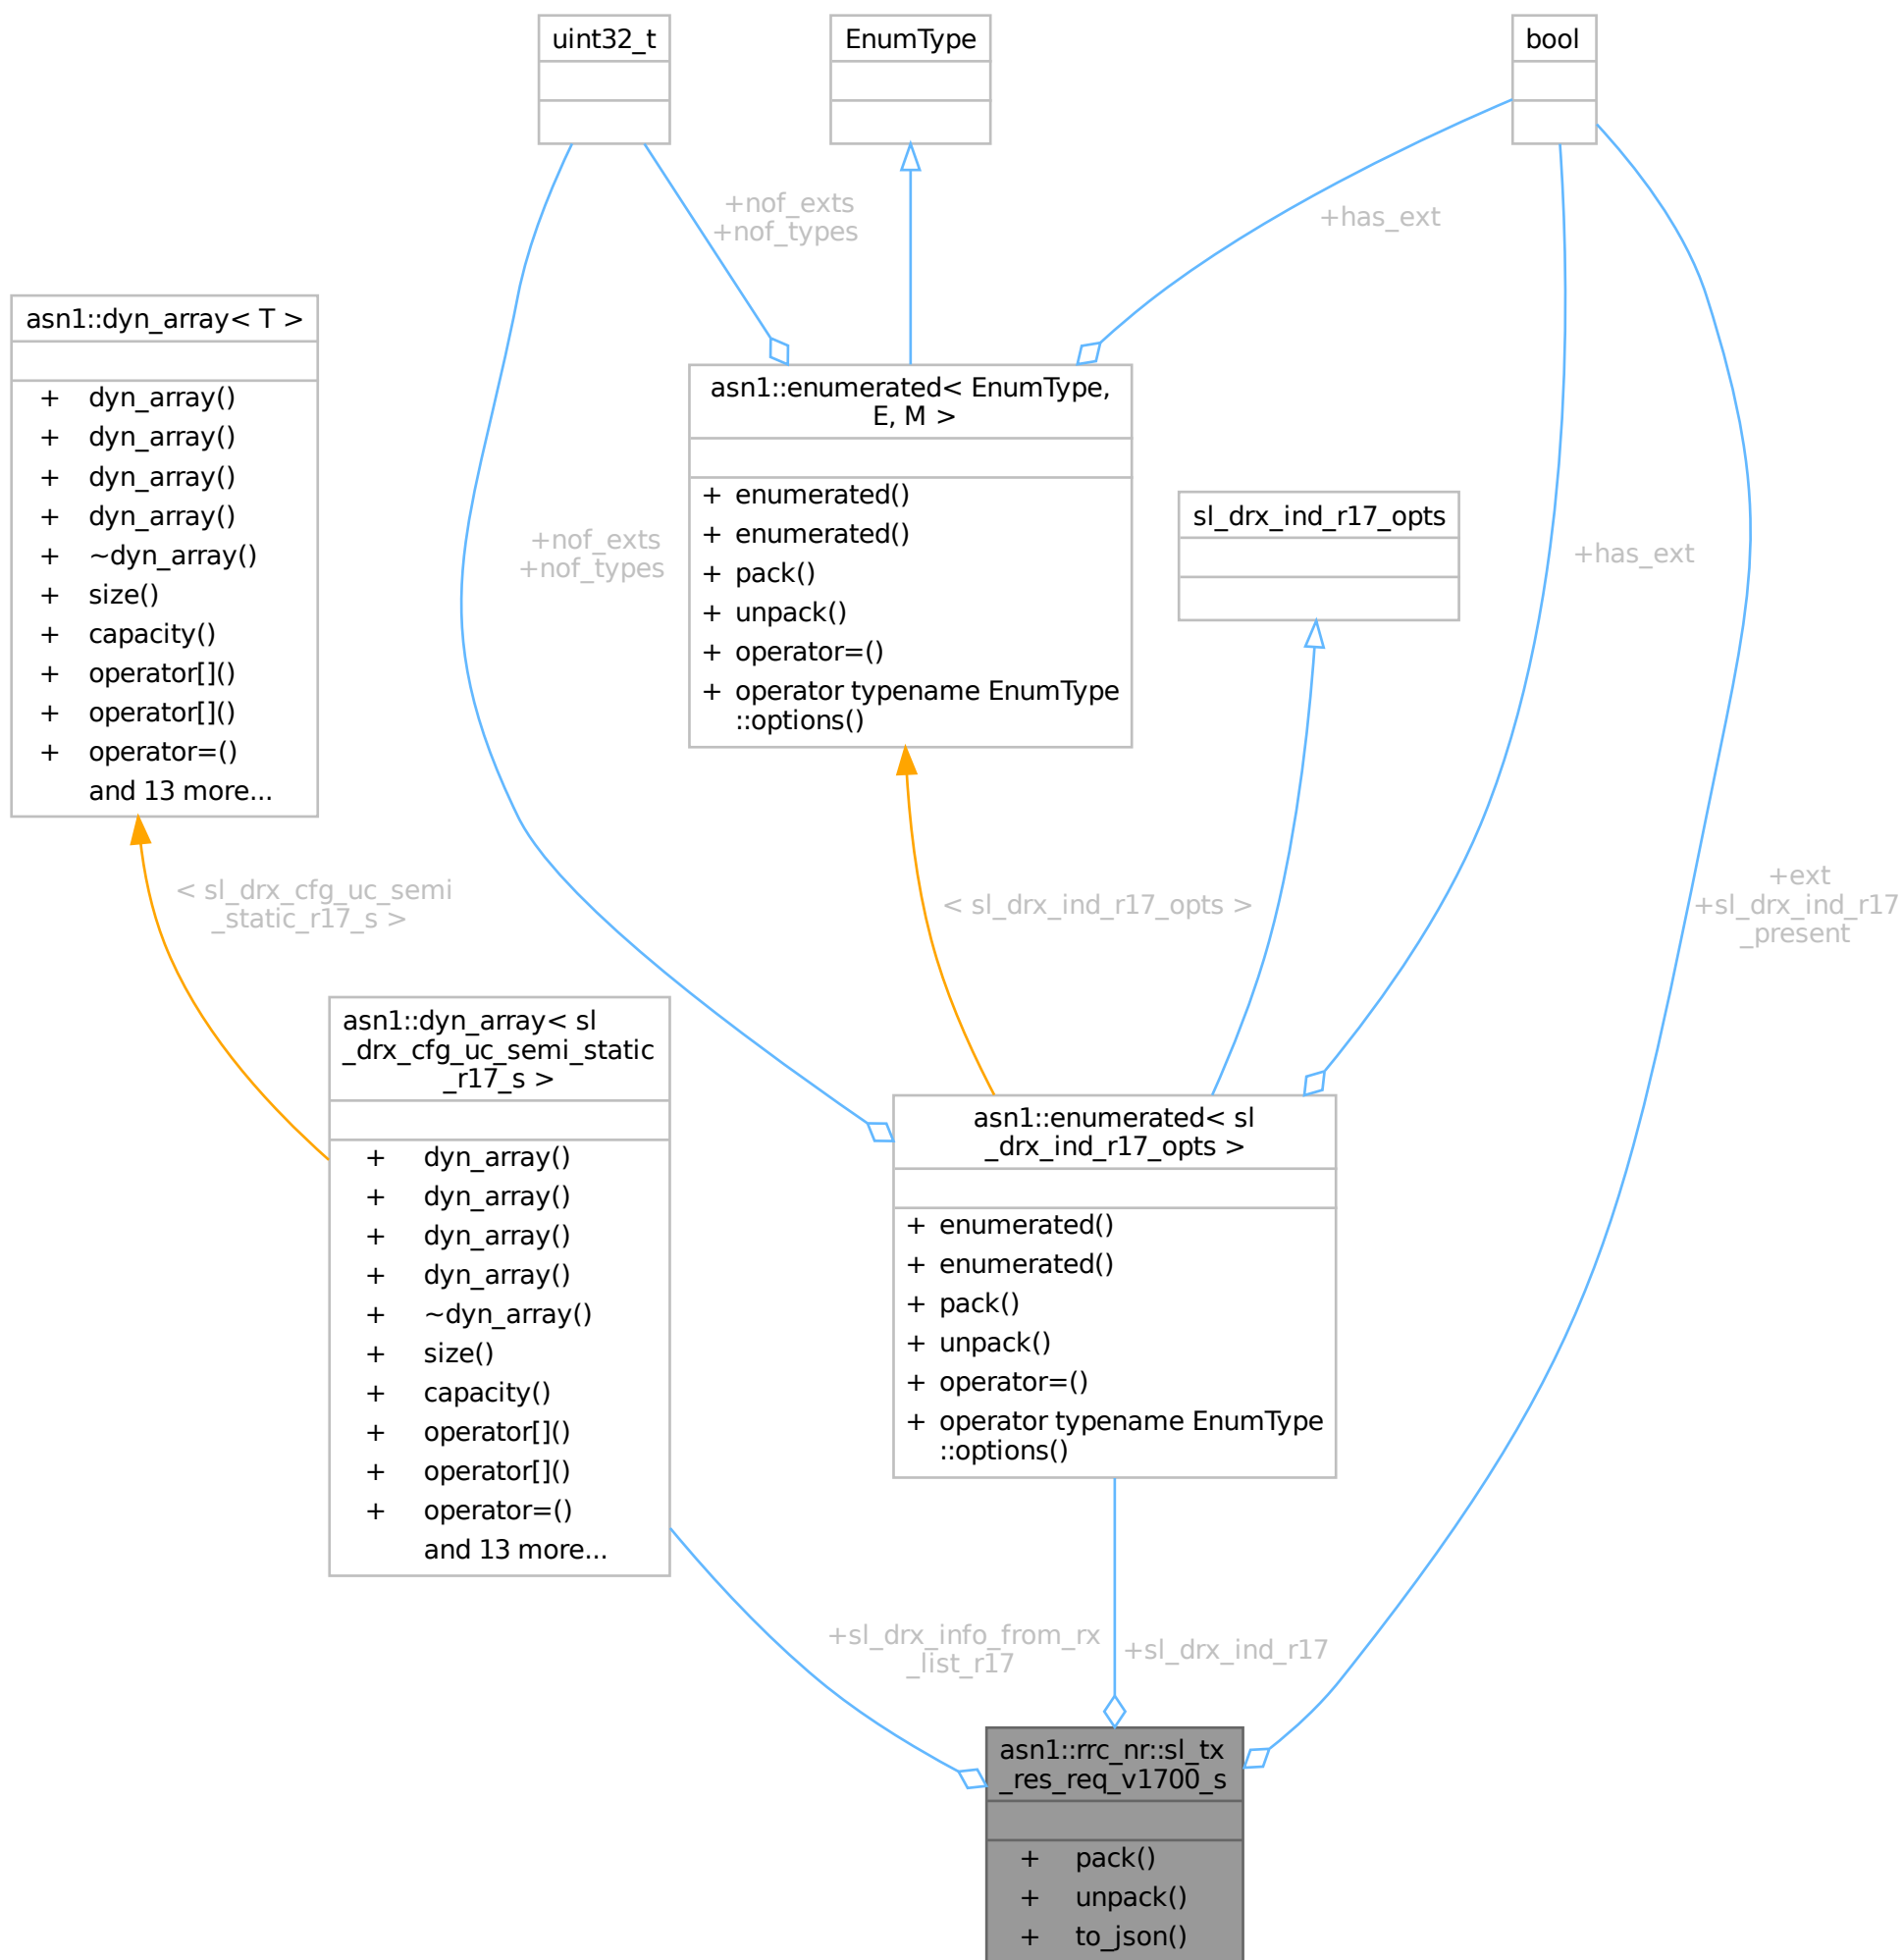 uint32_t
EnumType
bool
+nof_exts
+nof_types
+has_ext
asn1::dyn_array< T >
+ dyn_array()
+ dyn_array()
+ dyn_array()
+ dyn_array()
+ ~dyn_array()
+ size()
+ capacity()
+ operator[]()
+ operator[]()
+ operator=()
and 13 more...
asn1::enumerated< EnumType,
E, M >
+ enumerated()
+ enumerated()
+ pack()
+ unpack()
+ operator=()
+ operator typename EnumType
::options()
sl_drx_ind_r17_opts
+nof_exts
+nof_types
+has_ext
< sl_drx_cfg_uc_semi
_static_r17_s >
< sl_drx_ind_r17_opts >
+ext
+sl_drx_ind_r17
_present
asn1::dyn_array< sl
_drx_cfg_uc_semi_static
_r17_s >
+ dyn_array()
+ dyn_array()
+ dyn_array()
+ dyn_array()
+ ~dyn_array()
+ size()
+ capacity()
+ operator[]()
+ operator[]()
+ operator=()
and 13 more...
asn1::enumerated< sl
_drx_ind_r17_opts >
+ enumerated()
+ enumerated()
+ pack()
+ unpack()
+ operator=()
+ operator typename EnumType
::options()
+sl_drx_info_from_rx
_list_r17
+sl_drx_ind_r17
asn1::rrc_nr::sl_tx
_res_req_v1700_s
+ pack()
+ unpack()
+ to_json()